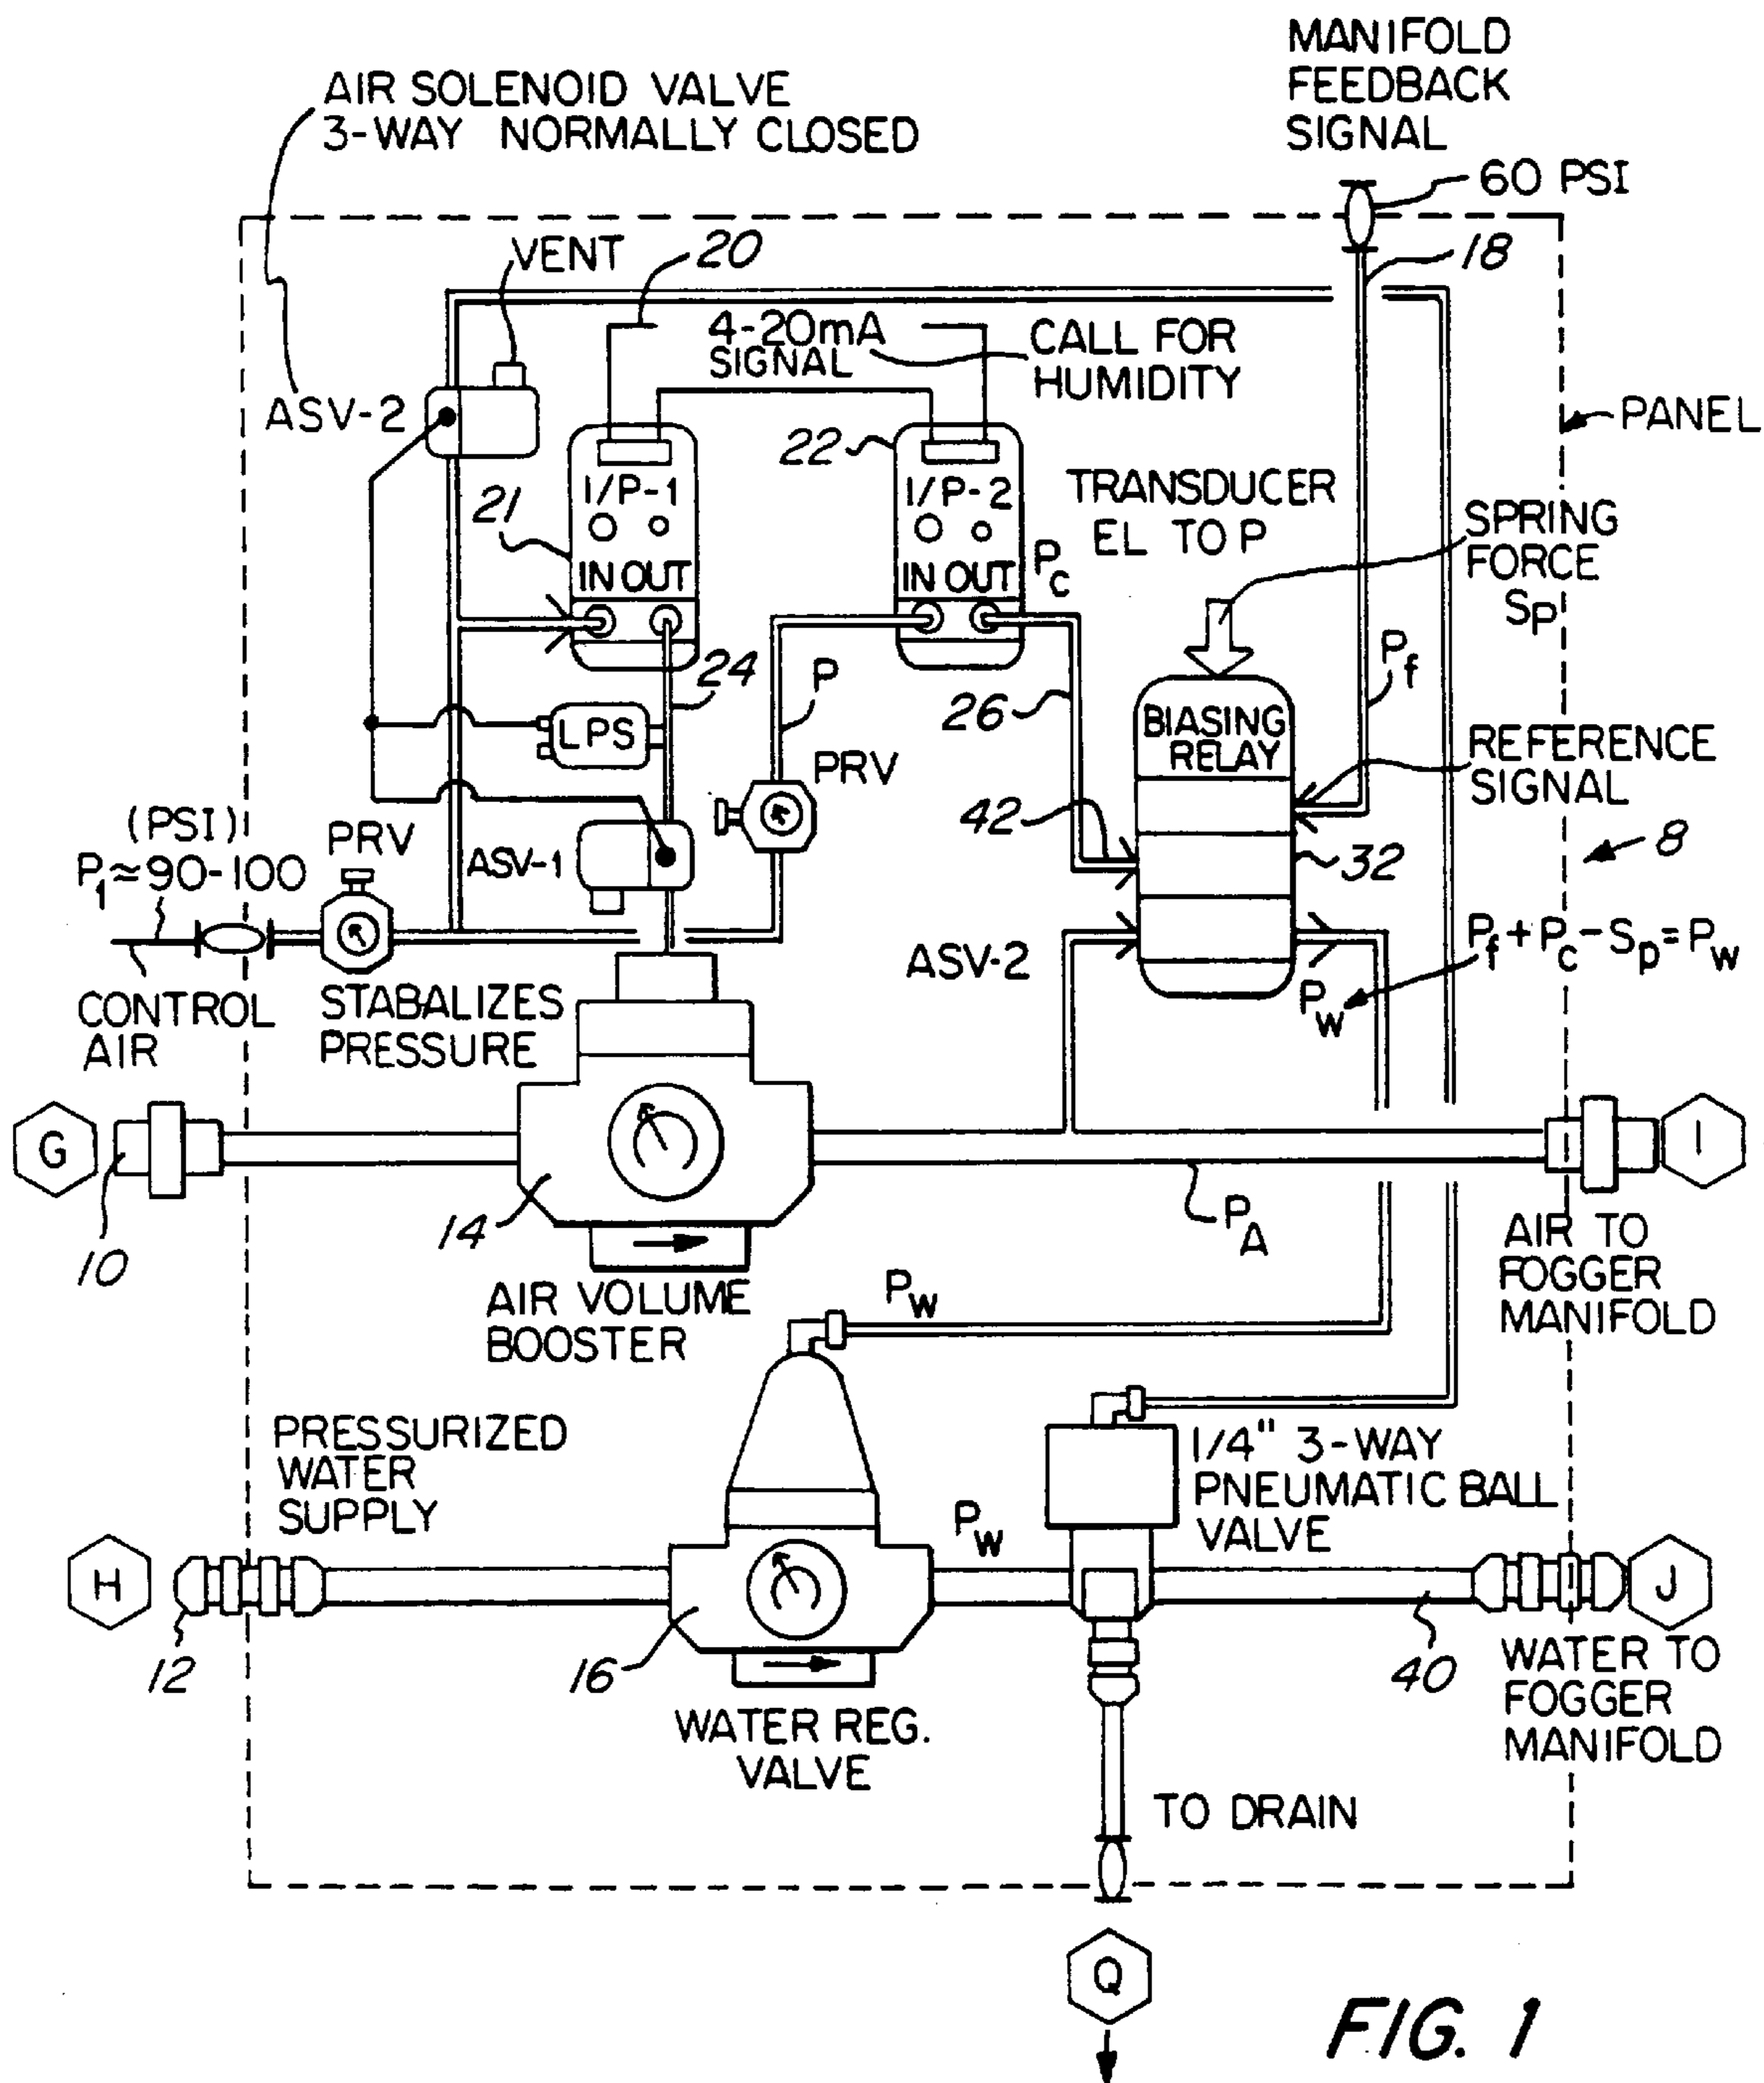 MANIFOLD
FEEDBACK
SIGNAL
AIR SOLENOID VALVE
3-WAY NORMALLY CLOSED
60 PSI
VENT
20
18
4-20mA
SIGNAL
CALL FOR
HUMIDITY
ASV-2
PANEL
22
21
I/P-1
I/P-2
TRANSDUCER
EL TO P
SPRING
FORCE
Sp
IN OUT
IN OUT
Pc
Pf
24
P
26
LPS
BIASING
RELAY
REFERENCE
SIGNAL
PRV
42
(PSI)
P1≃90-100
PRV
ASV-1
32
8
ASV-2
Pf+Pc-Sp=Pw
Pw
CONTROL
AIR
STABALIZES
PRESSURE
G
I
10
14
PA
AIR TO
FOGGER
MANIFOLD
AIR VOLUME
BOOSTER
Pw
PRESSURIZED
WATER
SUPPLY
1/4" 3-WAY
PNEUMATIC BALL
VALVE
Pw
H
J
12
16
40
WATER TO
FOGGER
MANIFOLD
WATER REG.
VALVE
TO DRAIN
Q
FIG. 1